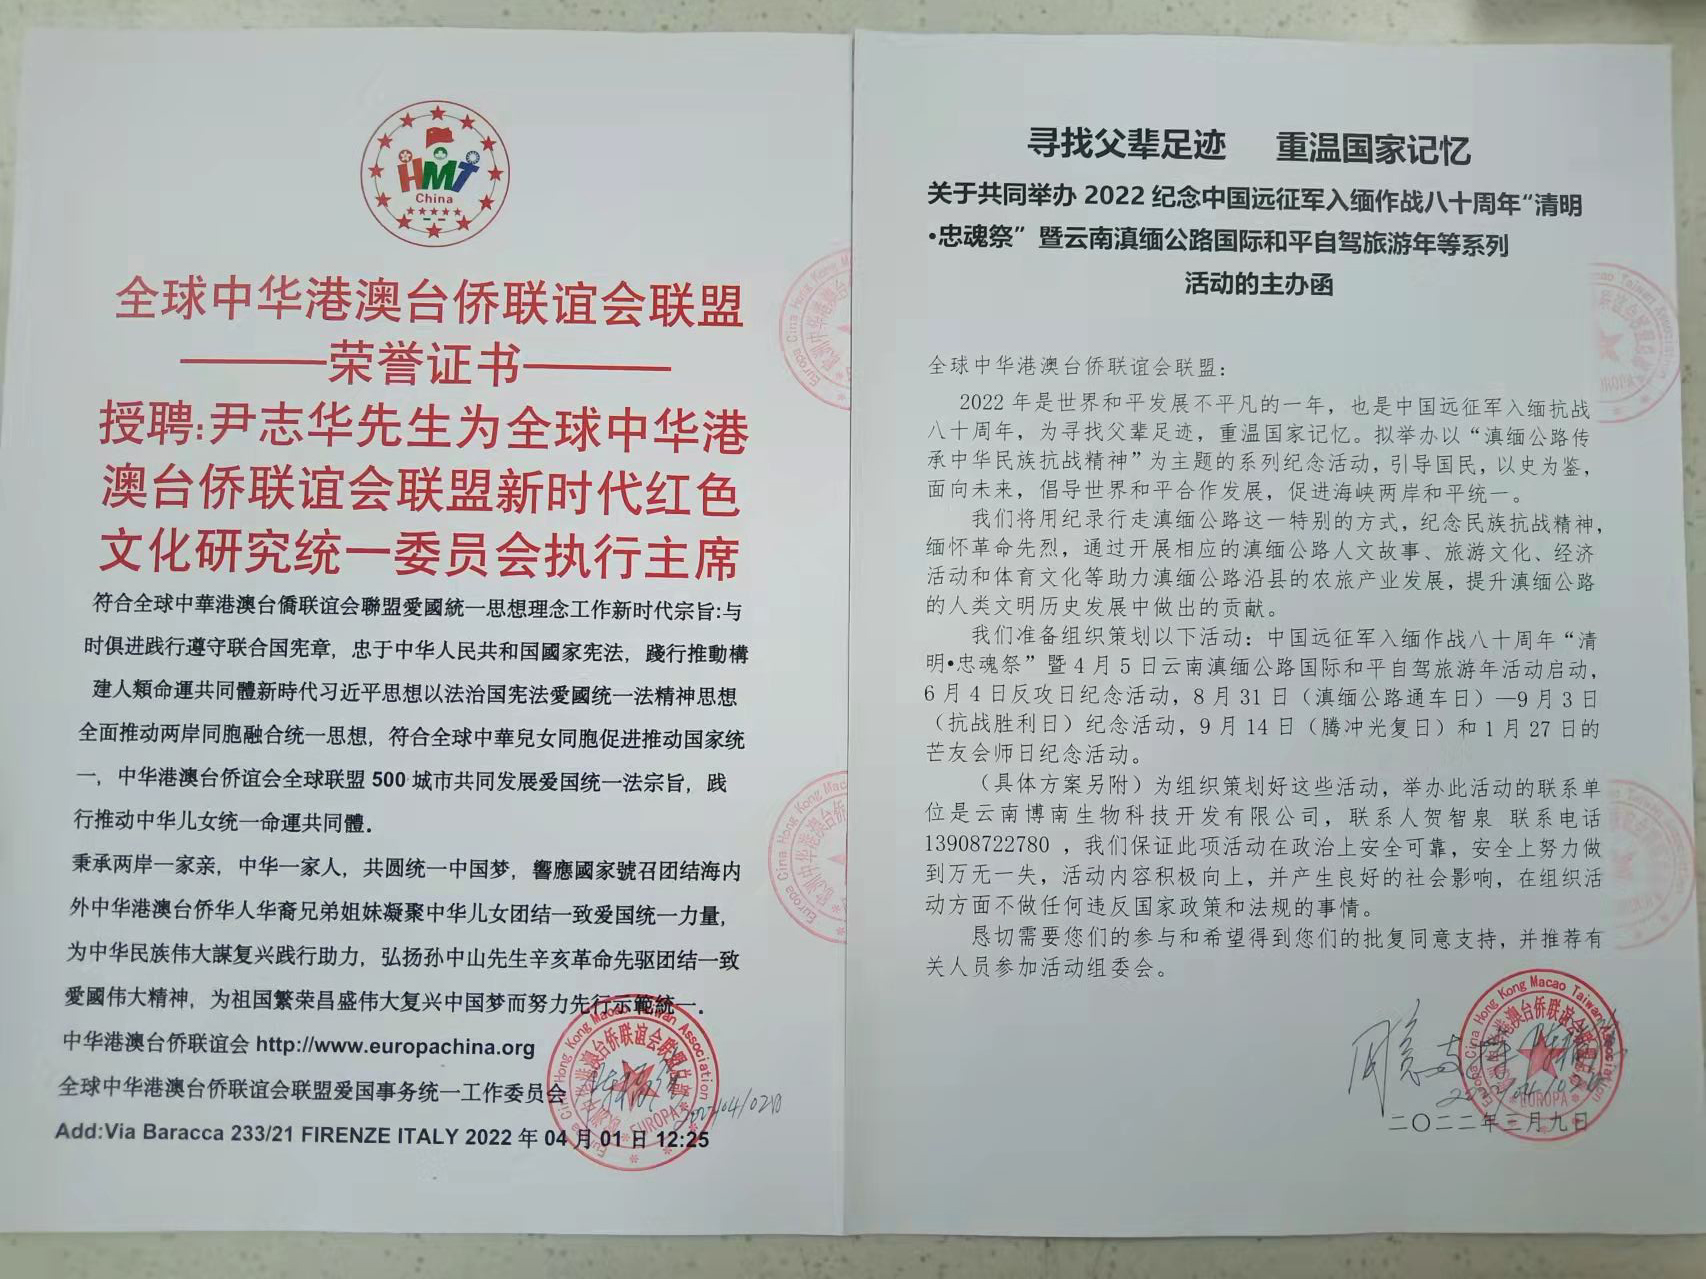 HMT
China
全球中华港澳台侨联谊会联盟
———荣誉证书———
授聘:尹志华先生为全球中华港
澳台侨联谊会联盟新时代红色
文化研究统一委员会执行主席
符合全球中華港澳台僑联谊会聯盟愛國統一思想理念工作新时代宗旨:与
时俱进践行遵守联合国宪章，忠于中华人民共和国國家宪法，踐行推動構
建人類命運共同體新時代习近平思想以法治国宪法愛國統一法精神思想
全面推动两岸同胞融合统一思想，符合全球中華兒女同胞促进推动国家统
一，中华港澳台侨谊会全球联盟 500 城市共同发展爱国统一法宗旨，践
行推动中华儿女统一命運共同體．
秉承两岸一家亲，中华一家人，共圆统一中国梦，響應國家號召团结海内
外中华港澳台侨华人华裔兄弟姐妹凝聚中华儿女团结一致爱国统一力量，
为中华民族伟大謀复兴践行助力，弘扬孙中山先生辛亥革命先驱团结一致
愛國偉大精神，为祖国繁荣昌盛伟大复兴中国梦而努力先行示範統一．
中华港澳台侨联谊会 http://www.europachina.org
全球中华港澳台侨联谊会联盟爱国事务统一工作委员会
Add:Via Baracca 233/21 FIRENZE ITALY 2022 年 04 月 01 日 12:25
寻找父辈足迹 重温国家记忆
关于共同举办 2022 纪念中国远征军入缅作战八十周年“清明
•忠魂祭” 暨云南滇缅公路国际和平自驾旅游年等系列
活动的主办函
全球中华港澳台侨联谊会联盟：
2022 年是世界和平发展不平凡的一年，也是中国远征军入缅抗战
八十周年，为寻找父辈足迹，重温国家记忆。拟举办以“滇缅公路传
承中华民族抗战精神”为主题的系列纪念活动，引导国民，以史为鉴，
面向未来，倡导世界和平合作发展，促进海峡两岸和平统一。
我们将用纪录行走滇缅公路这一特别的方式，纪念民族抗战精神，
缅怀革命先烈，通过开展相应的滇缅公路人文故事、旅游文化、经济
活动和体育文化等助力滇缅公路沿县的农旅产业发展，提升滇缅公路
的人类文明历史发展中做出的贡献。
我们准备组织策划以下活动：中国远征军入缅作战八十周年“清
明•忠魂祭”暨 4 月 5 日云南滇缅公路国际和平自驾旅游年活动启动，
6 月 4 日反攻日纪念活动，8 月 31 日（滇缅公路通车日）—9 月 3 日
（抗战胜利日）纪念活动，9 月 14 日（腾冲光复日）和 1 月 27 日的
芒友会师日纪念活动。
（具体方案另附）为组织策划好这些活动，举办此活动的联系单
位是云南博南生物科技开发有限公司，联系人贺智泉 联系电话
13908722780 ，我们保证此项活动在政治上安全可靠，安全上努力做
到万无一失，活动内容积极向上，并产生良好的社会影响，在组织活
动方面不做任何违反国家政策和法规的事情。
恳切需要您们的参与和希望得到您们的批复同意支持，并推荐有
关人员参加活动组委会。
同意支持
二〇二二年三月九日